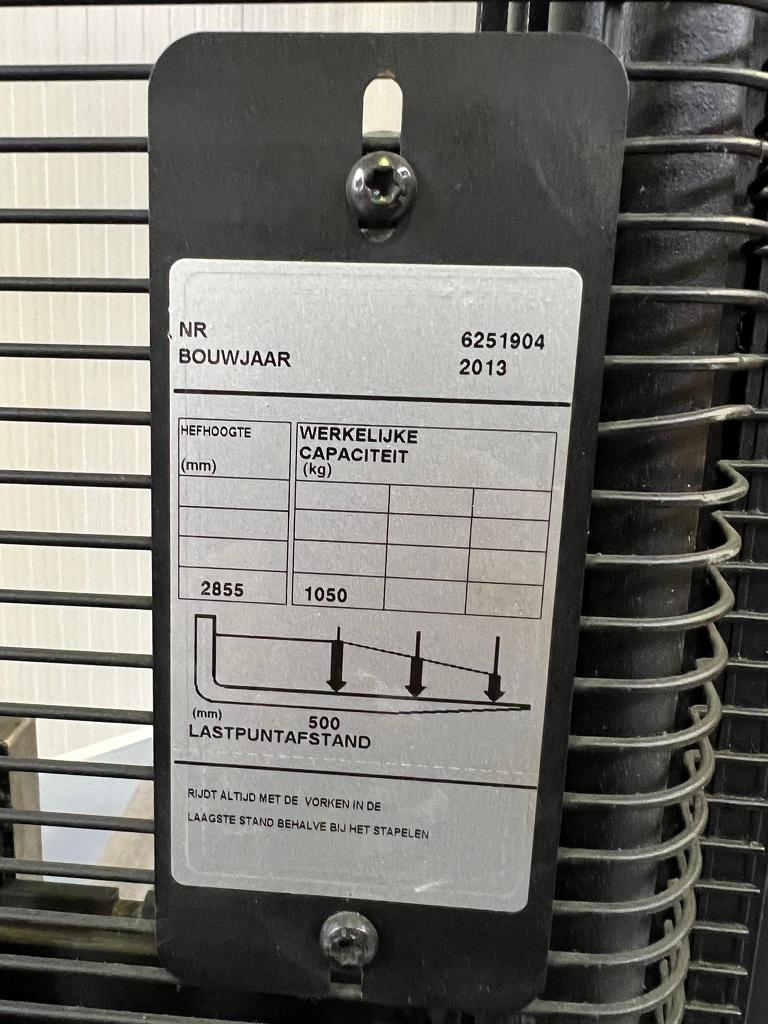 NR 6251904
BOUWJAAR 2013
HEFHOOGTE
(mm)
WERKELIJKE
CAPACITEIT
(kg)
2855 1050
(mm) 500
LASTPUNTAFSTAND
RIJDT ALTIJD MET DE VORKEN IN DE
LAAGSTE STAND BEHALVE BIJ HET STAPELEN